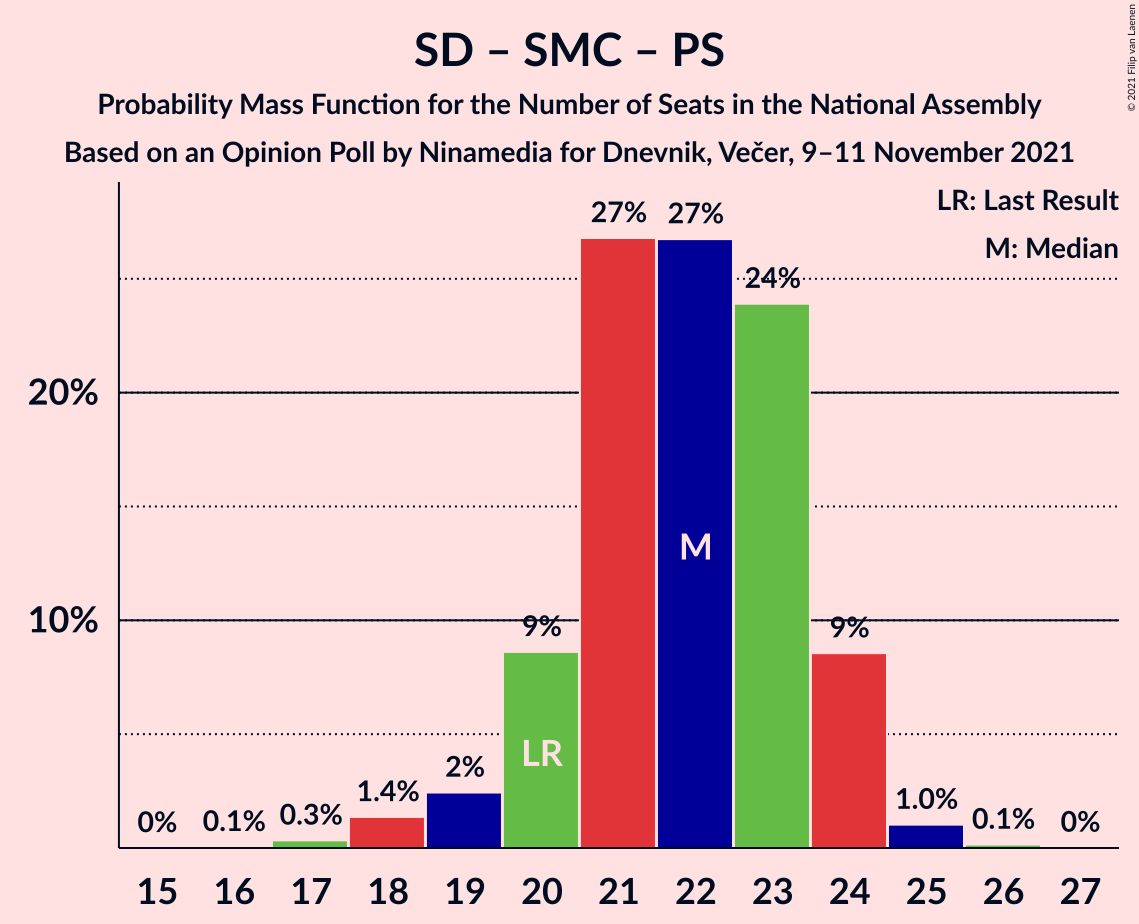 SD – SMC – PS
Probability Mass Function for the Number of Seats in the National Assembly
Based on an Opinion Poll by Ninamedia for Dnevnik, Večer, 9–11 November 2021
© 2021 Filip van Laenen
LR: Last Result
M: Median
27% 27%
24%
20%
M
10%
9% 9%
LR
2%
1.4% 1.0%
0% 0.1% 0.3% 0.1% 0%
15 16 17 18 19 20 21 22 23 24 25 26 27